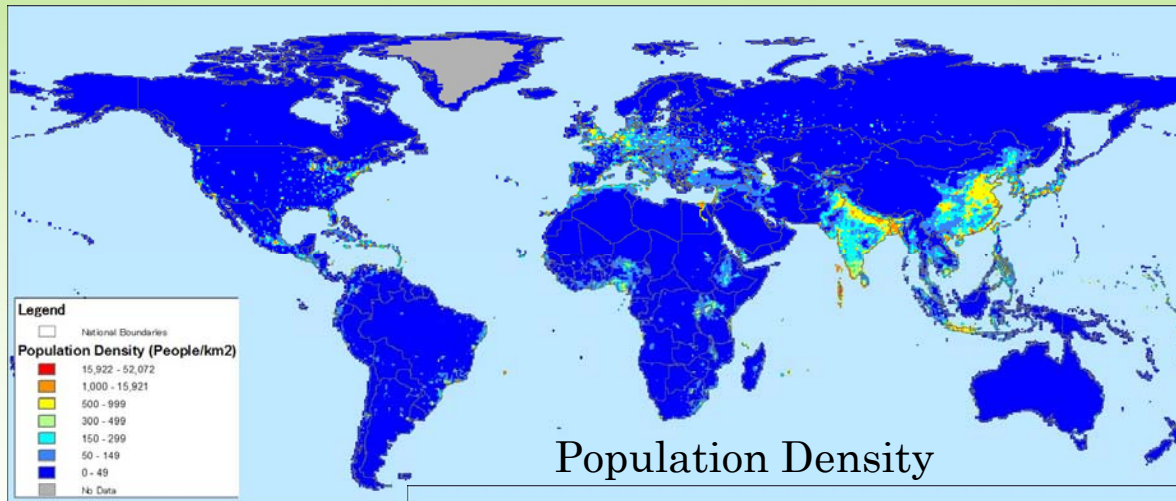 Legend
National Boundaries
Population Density (People/km2)
15,922 - 52,072
1,000 - 15,921
500 - 999
300 - 499
150 - 299
50 - 149
0 - 49
No Data
Population Density